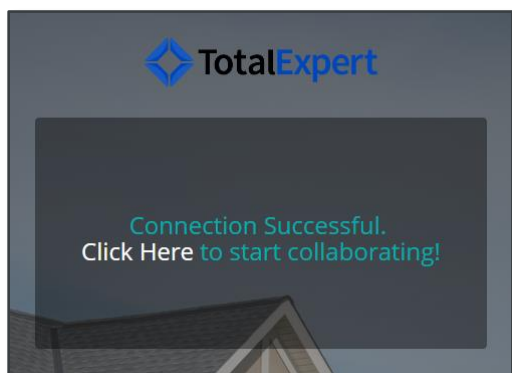 TotalExpert
Connection Successful.
Click Here to start collaborating!